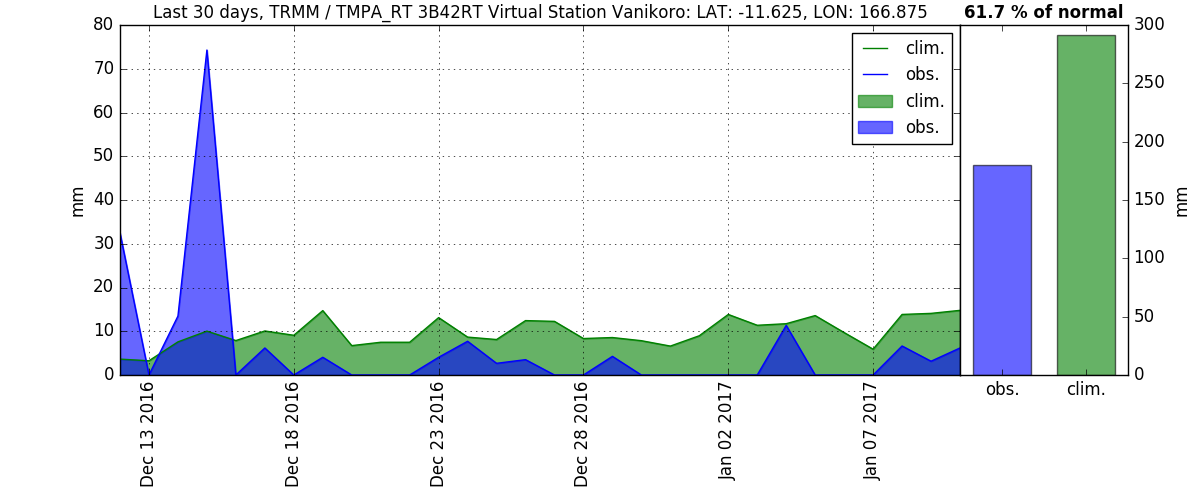 Last 30 days, TRMM / TMPA_RT 3B42RT Virtual Station Vanikoro: LAT: -11.625, LON: 166.875
61.7 % of normal
80
70
60
50
40
30
20
10
0
mm
clim.
obs.
clim.
obs.
Dec 13 2016
Dec 18 2016
Dec 23 2016
Dec 28 2016
Jan 02 2017
Jan 07 2017
300
250
200
150
100
50
0
mm
obs.
clim.